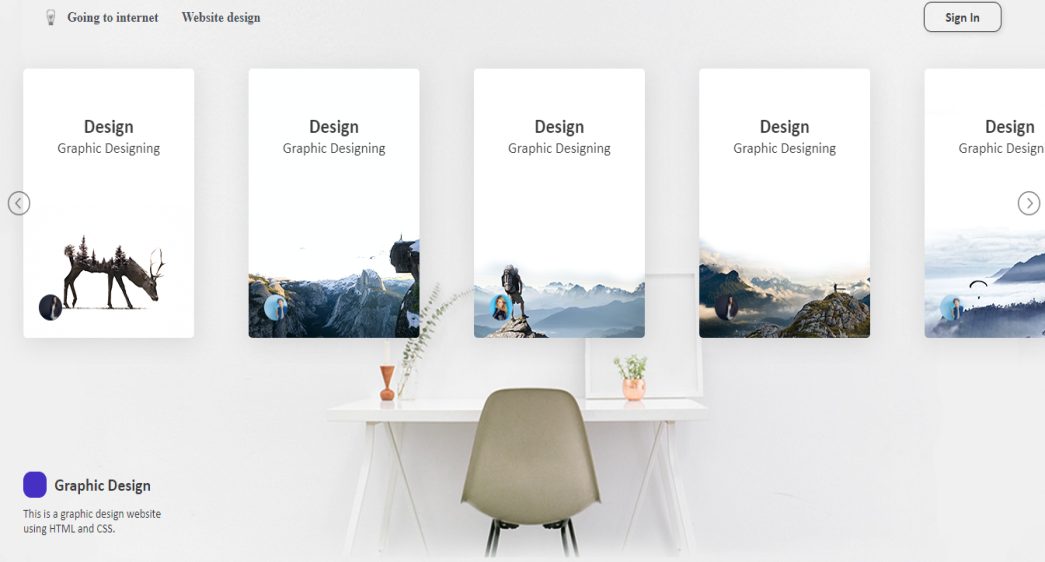 Going to internet Website design
Sign In
Design
Graphic Designing
Design
Graphic Designing
Design
Graphic Designing
Design
Graphic Designing
Design
Graphic Design
Graphic Design
This is a graphic design website
using HTML and CSS.